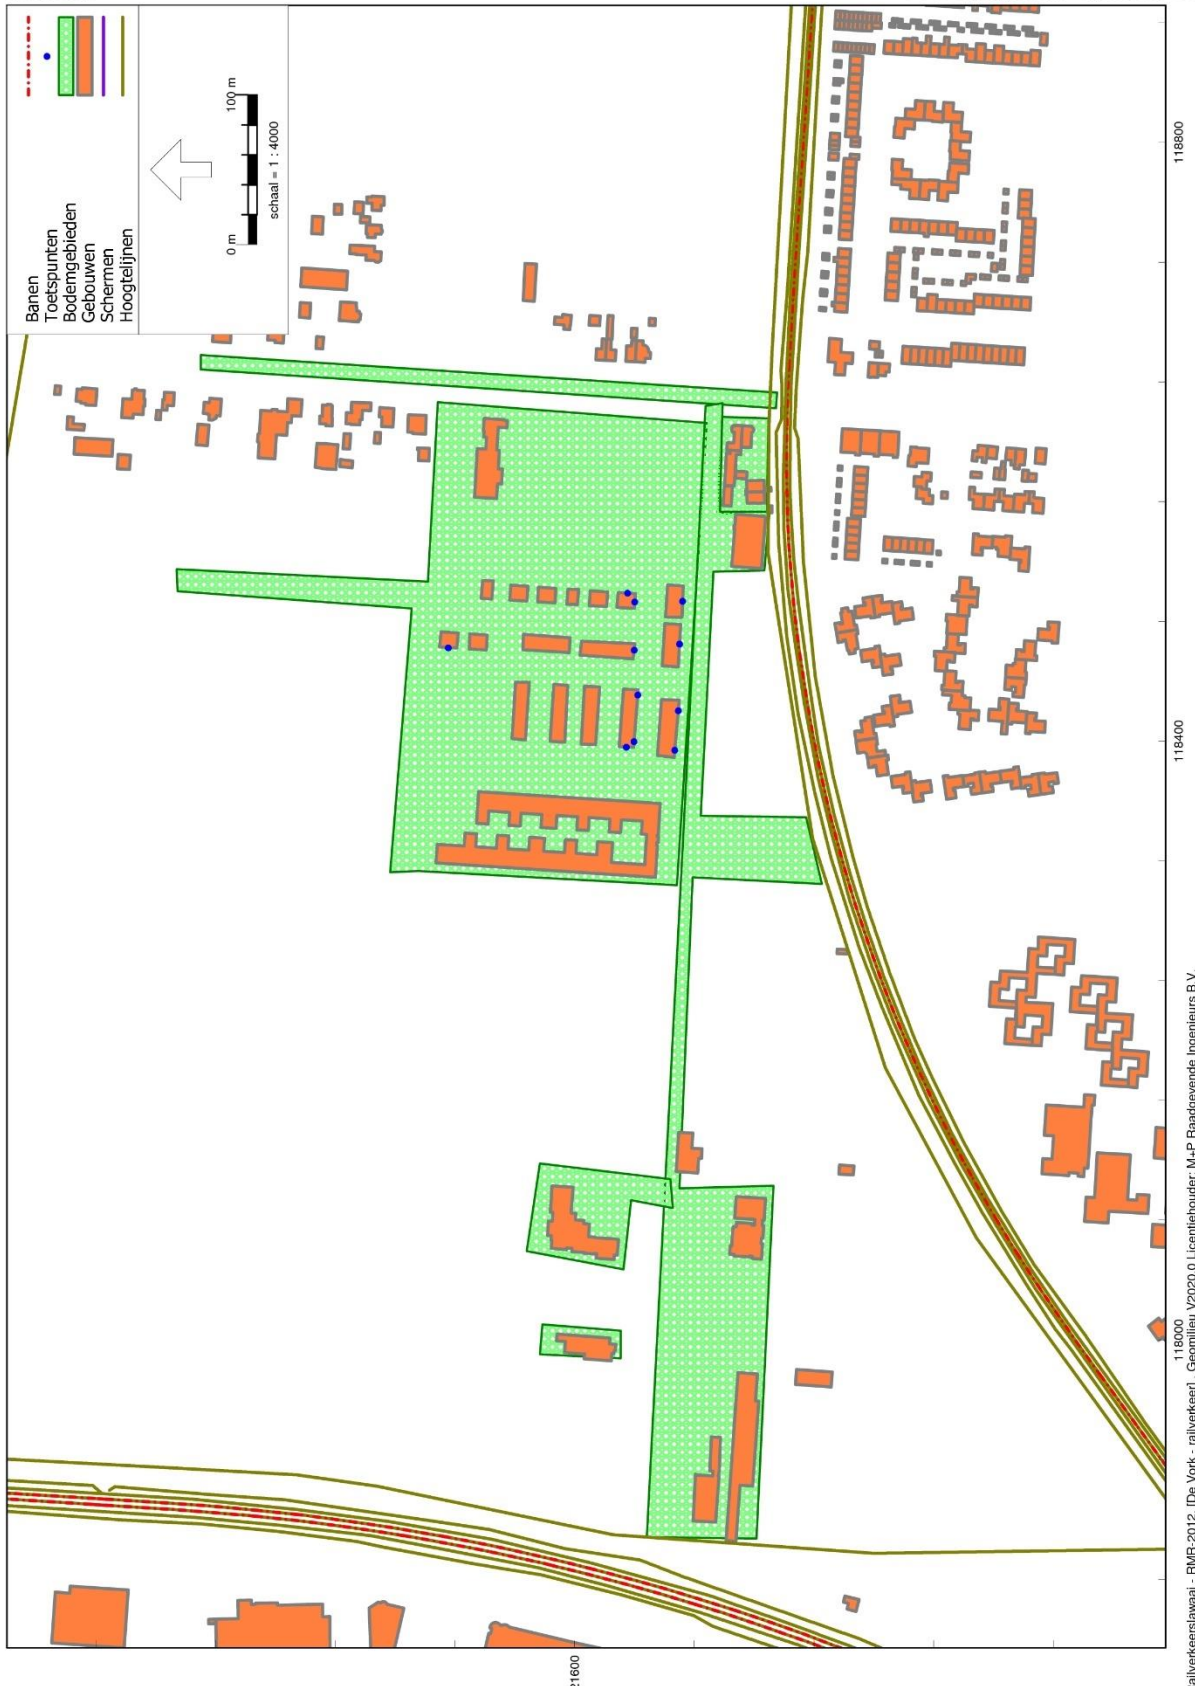 Banen
Toetspunten
Bodemgebieden
Gebouwen
Schermen
Hoogtelijnen
0 m 100 m
schaal = 1 : 4000
118800
118400
118000
21600
railverkeerslawaai - RMR-2012, [De Vork - railverkeer] , Geomilieu V2020.0 Licentiehouder: M+P Raadgevende Ingenieurs B.V.